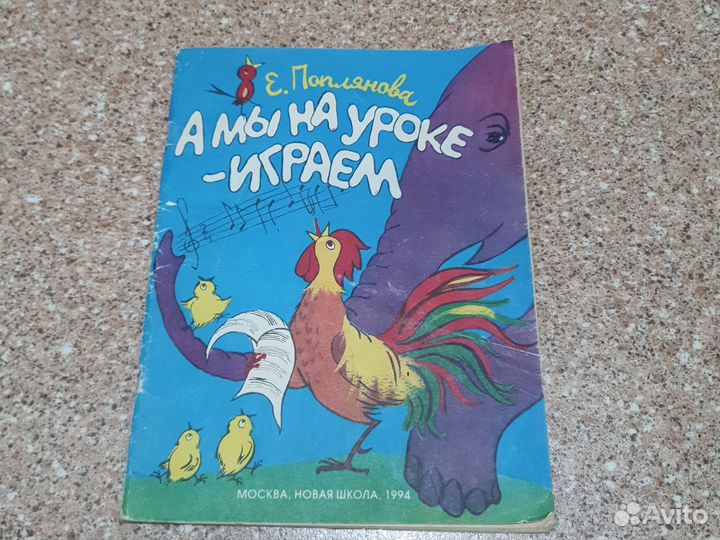 Е. Поплянова
А МЫ НА УРОКЕ
-ИГРАЕМ
МОСКВА, НОВАЯ ШКОЛА, 1994
Avito